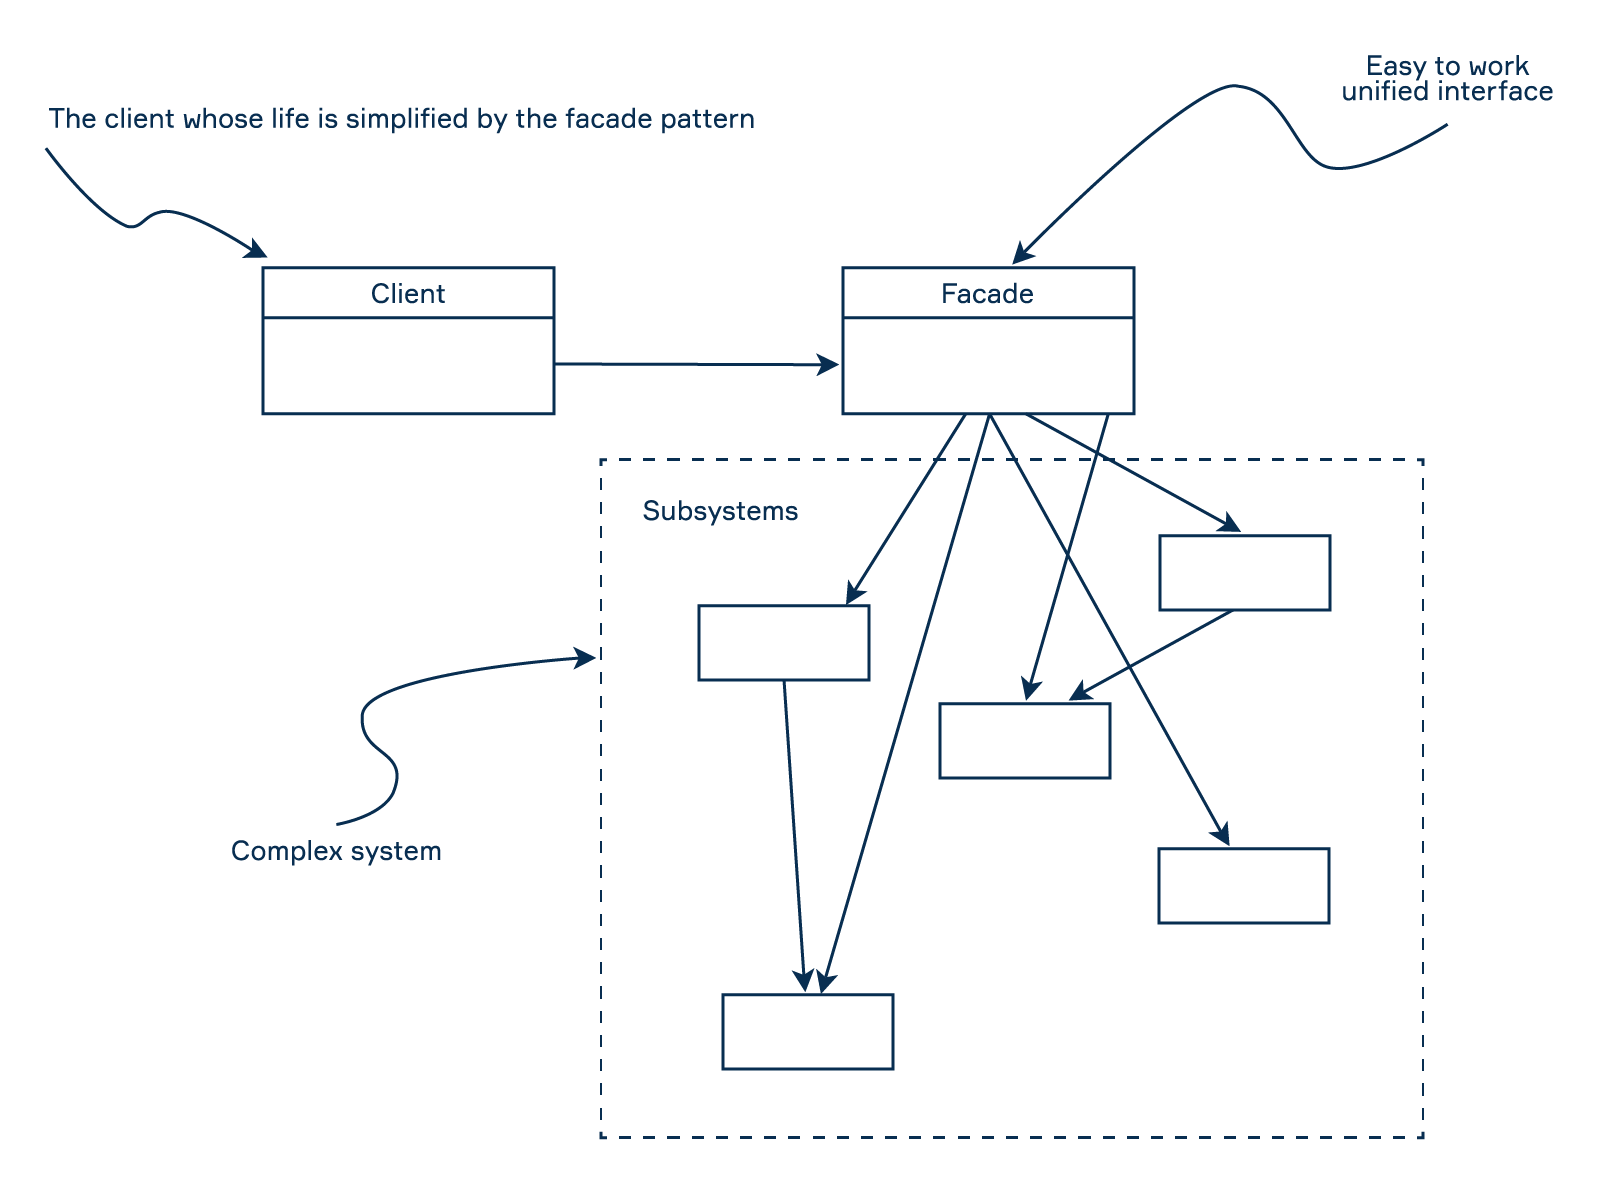 Easy to work
unified interface
The client whose life is simplified by the facade pattern
Client
Facade
Subsystems
Complex system